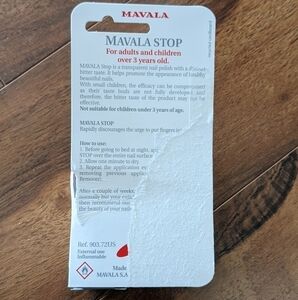 MAVALA
MAVALA STOP
For adults and children
over 3 years old.
MAVALA Stop is a transparent nail polish with a
bitter taste. It helps promote the appearance of healthy
beautiful nails.
With small children, the efficacy can be compromised
as their taste buds are not fully developed and
therefore, the bitter taste of the product may not be
Not suitable for children under 3 years of age.
MAVALA STOP
Rapidly discourages the urge to put fingers in
How to use:
1. Before going to bed at night,
STOP over the entire nail surface
2. Allow one minute to dry.
3. Repeat the application
removing previous
Remover).
After a couple of weeks
normally but your
then recommend
the beauty of your nails
Ref. 903.72US
External use
Inflammable
Made
MAVALA S.A